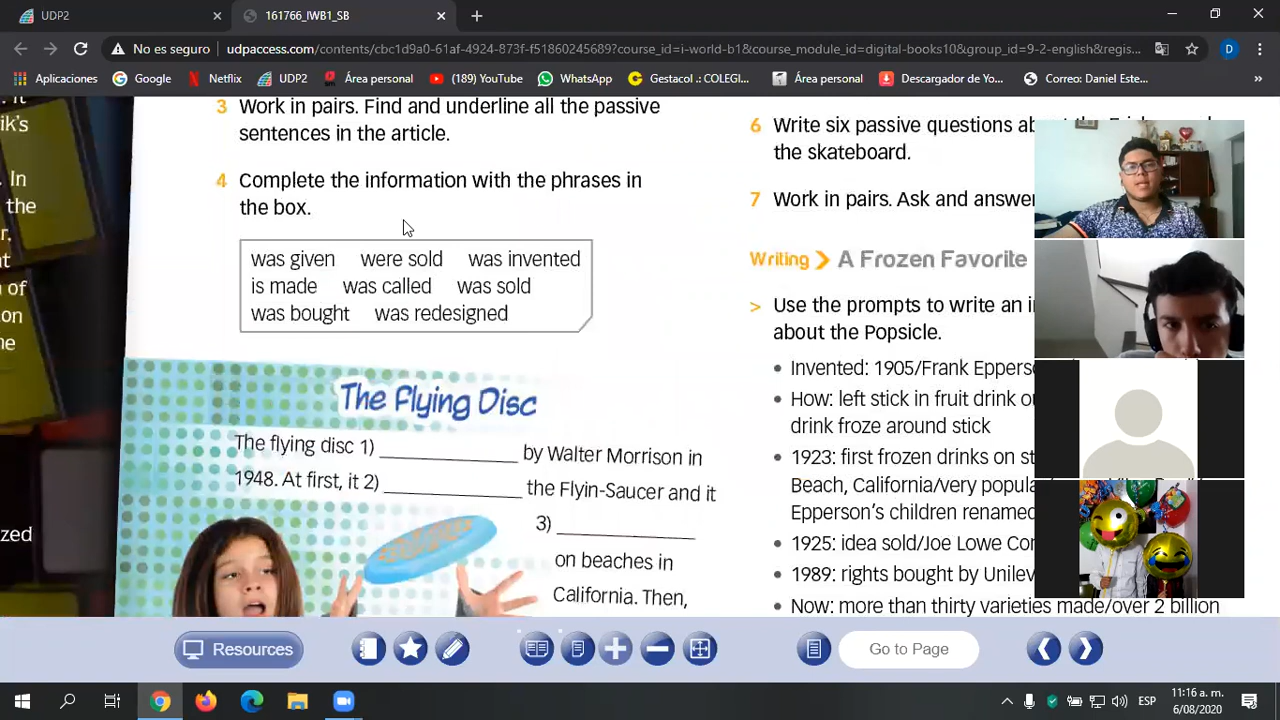 UDP2
161766_IWB1_SB
No es seguro
udpaccess.com/contents/cbc1d9a0-61af-4924-873f-f51860245689?course_id=i-world-b1&course_module_id=digital-books10&group_id=9-2-english&regis...
D
Aplicaciones
Google
Netflix
UDP2
Área personal
(189) YouTube
WhatsApp
Gestacol .: COLEGI...
Área personal
Descargador de Yo...
Correo: Daniel Este...
»
ik's
. In
the
r.
at
n of
on
ne
zed
3 Work in pairs. Find and underline all the passive
sentences in the article.
4 Complete the information with the phrases in
the box.
was given were sold was invented
is made was called was sold
was bought was redesigned
The Flying Disc
The flying disc 1) ____________ by Walter Morrison in
1948. At first, it 2) ____________ the Flyin-Saucer and it
3) ____________
on beaches in
California. Then,
6 Write six passive questions
the skateboard.
7 Work in pairs. Ask and answer
Writing > A Frozen Favorite
> Use the prompts to write an
about the Popsicle.
• Invented: 1905/Frank
• How: left stick in fruit drink
drink froze around stick
• 1923: first frozen drinks on
Beach, California/very
Epperson's children renamed
• 1925: idea sold/Joe Lowe
• 1989: rights bought by
• Now: more than thirty varieties made/over 2 billion
Resources
Go to Page
ESP
11:16 a. m.
6/08/2020